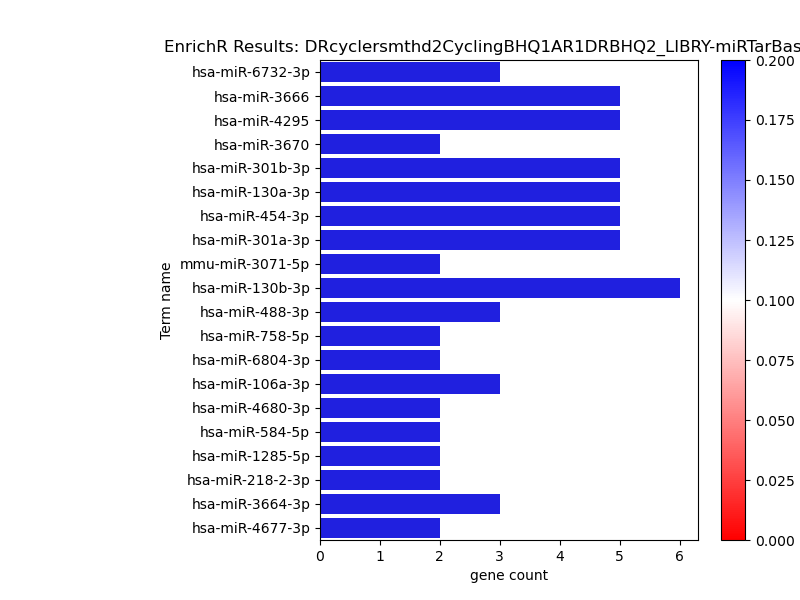 EnrichR Results: DRcyclersmthd2CyclingBHQ1AR1DRBHQ2_LIBRY-miRTarBas
hsa-miR-6732-3p
hsa-miR-3666
hsa-miR-4295
hsa-miR-3670
hsa-miR-301b-3p
hsa-miR-130a-3p
hsa-miR-454-3p
hsa-miR-301a-3p
mmu-miR-3071-5p
hsa-miR-130b-3p
hsa-miR-488-3p
hsa-miR-758-5p
hsa-miR-6804-3p
hsa-miR-106a-3p
hsa-miR-4680-3p
hsa-miR-584-5p
hsa-miR-1285-5p
hsa-miR-218-2-3p
hsa-miR-3664-3p
hsa-miR-4677-3p
Term name
0 1 2 3 4 5 6
gene count
0.200
0.175
0.150
0.125
0.100
0.075
0.050
0.025
0.000